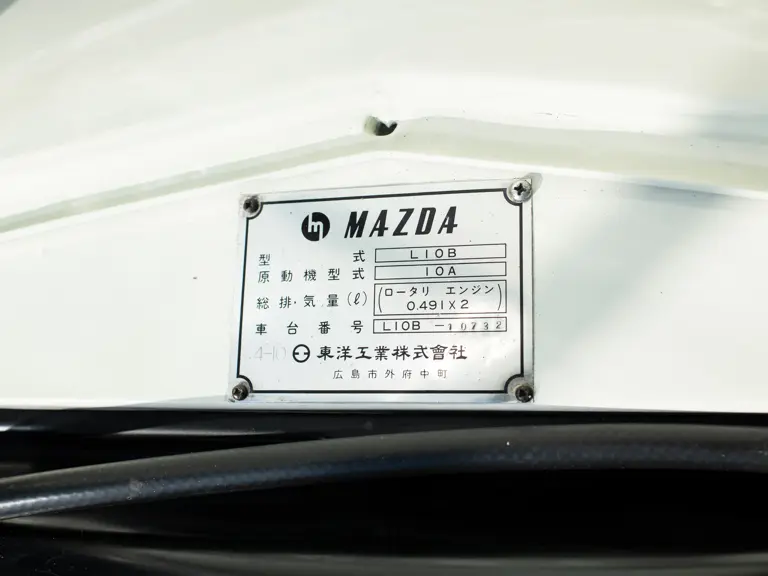 m MAZDA
型 式 L10B
原動機型式 10A
総排気量(ℓ) (ロータリ エンジン
0.491X2)
車台番号 L10B -10732
4-10 東洋工業株式會社
広島市外府中町